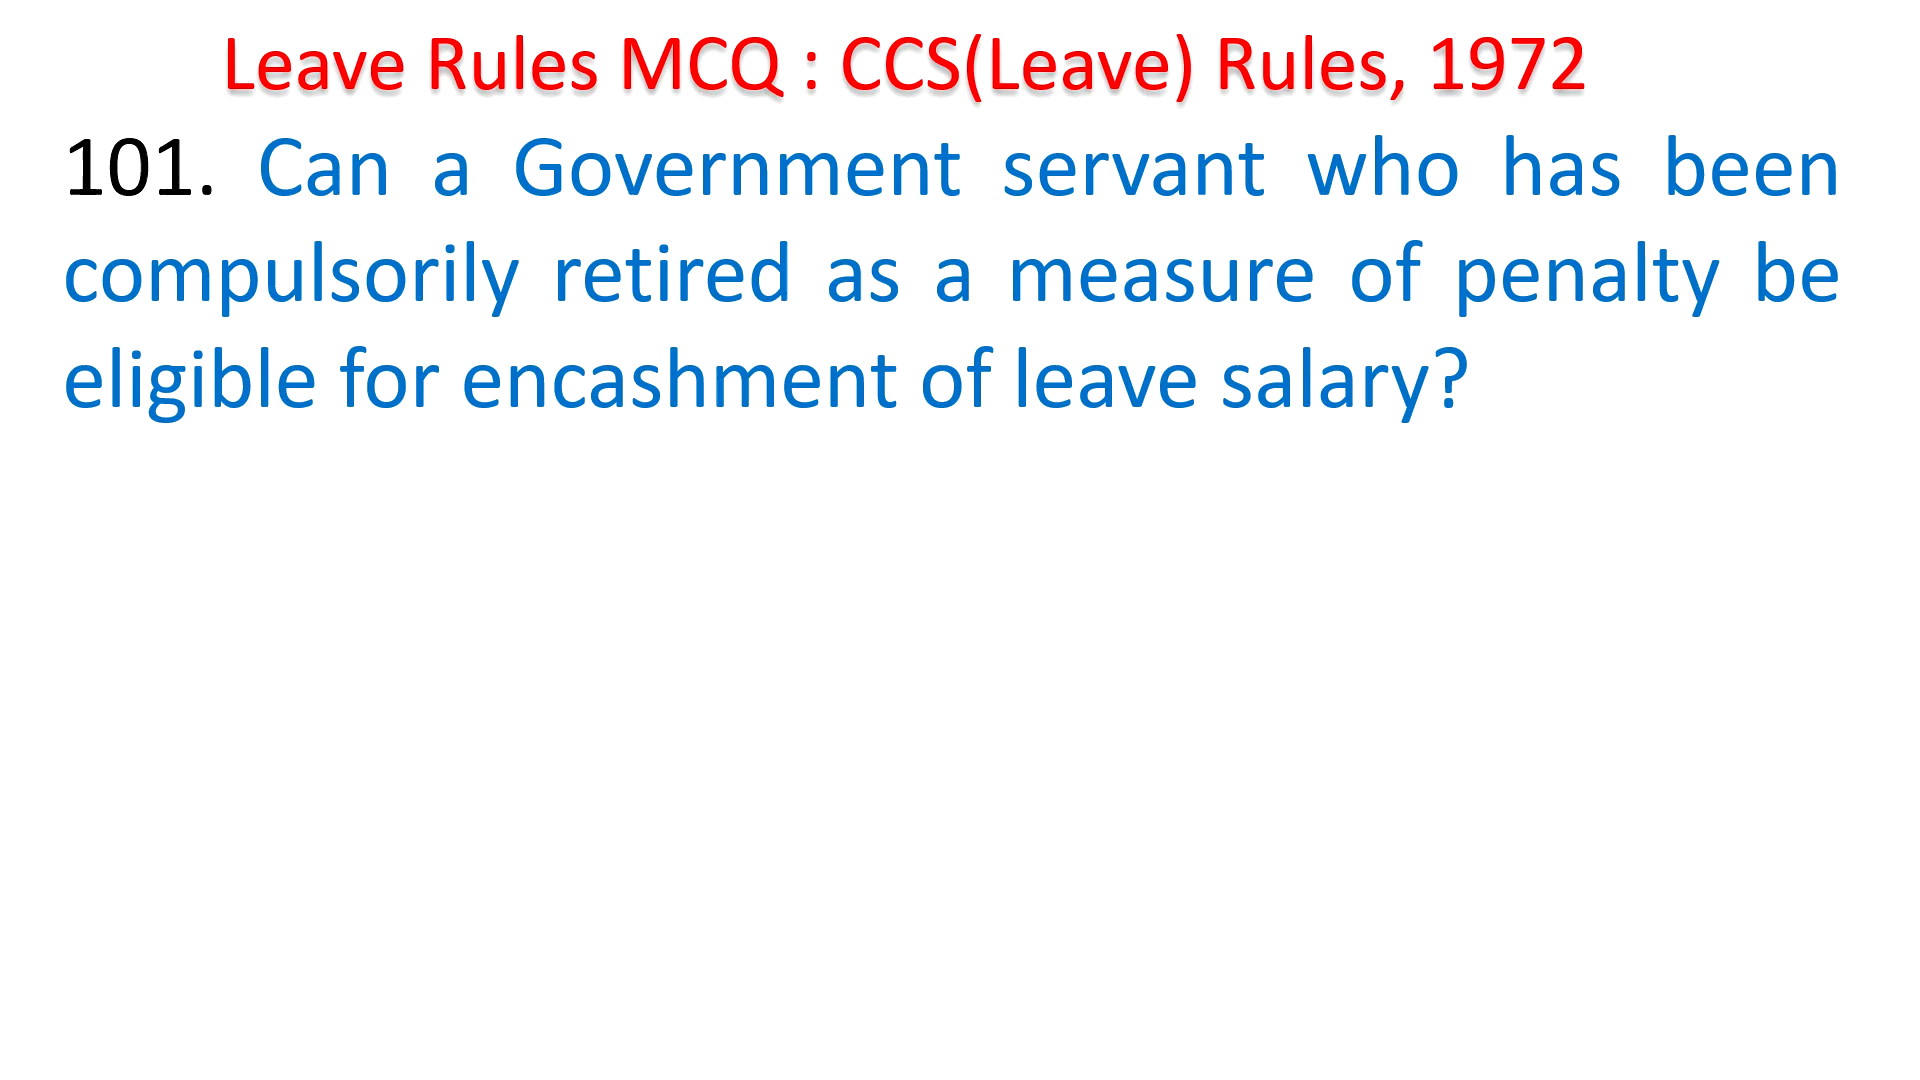 Leave Rules MCQ : CCS(Leave) Rules, 1972
101. Can a Government servant who has been
compulsorily retired as a measure of penalty be
eligible for encashment of leave salary?